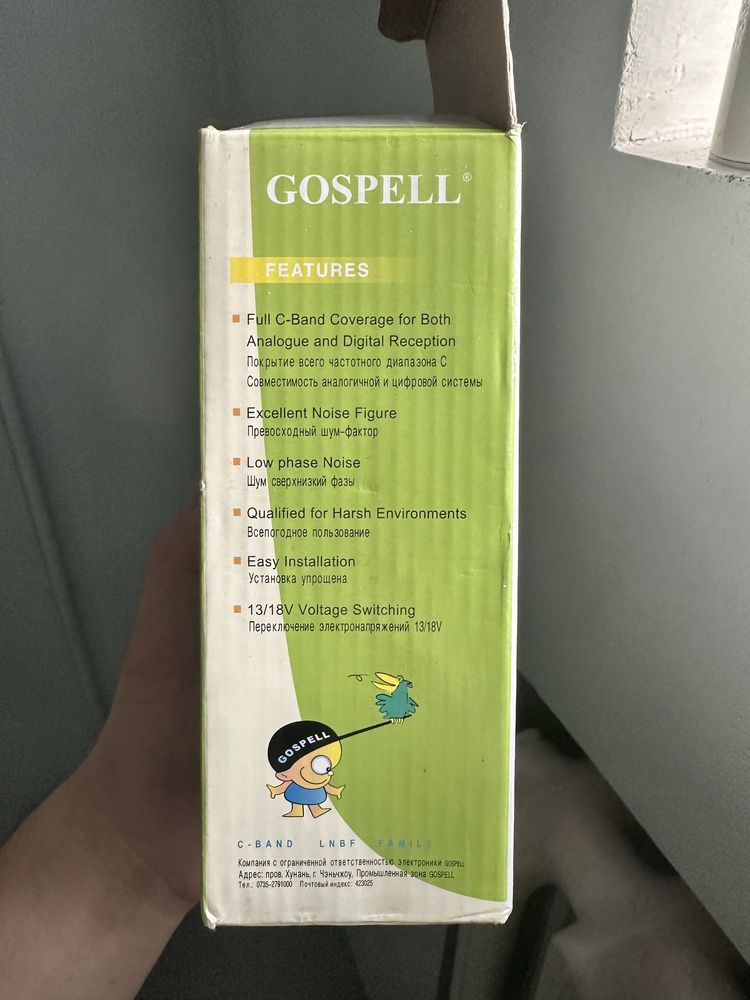 GOSPELL®
FEATURES
Full C-Band Coverage for Both
Analogue and Digital Reception
Покрытие всего частотного диапазона С
Совместимость аналогичной и цифровой системы
Excellent Noise Figure
Превосходный шум-фактор
Low phase Noise
Шум сверхнизкий фазы
Qualified for Harsh Environments
Всепогодное пользование
Easy Installation
Установка упрощена
13/18V Voltage Switching
Переключение электронапряжений 13/18V
GOSPELL
C-BAND LNBF FAMILY
Компания с ограниченной ответственностью электроники GOSPELL
Адрес: пров. Хунань, г. Чэньчжоу, Промышленная зона GOSPELL
Тел.: 0735-2791000 Почтовый индекс: 423025